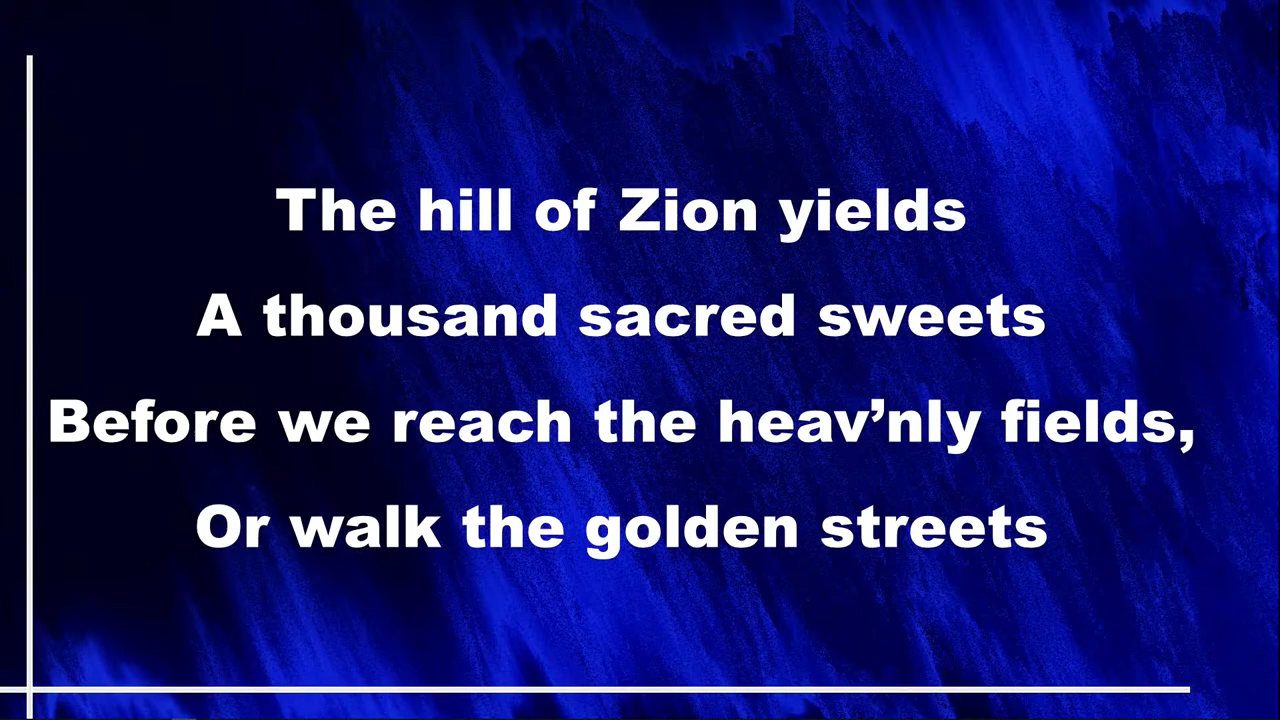 The hill of Zion yields
A thousand sacred sweets
Before we reach the heav’nly fields,
Or walk the golden streets